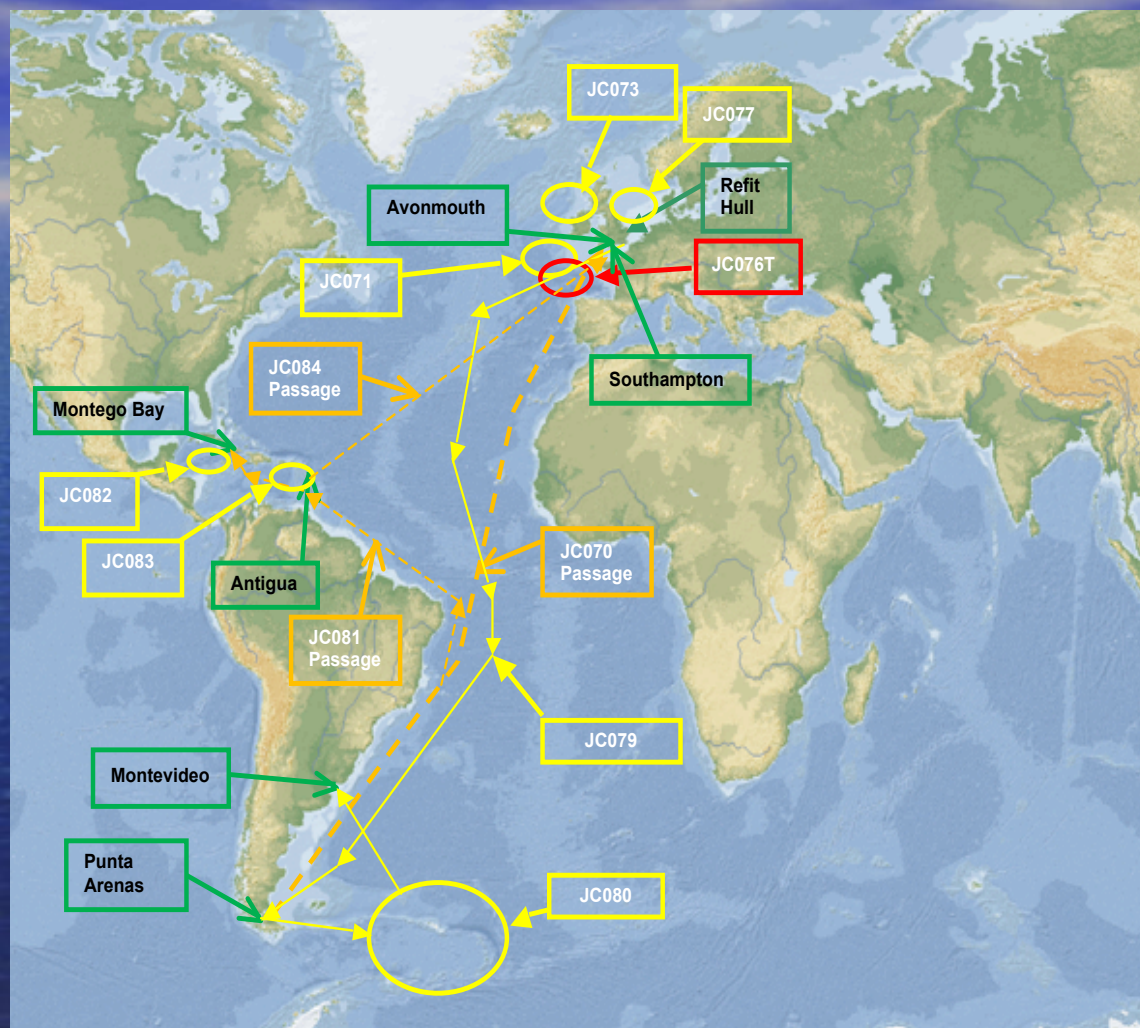 JC073
JC077
Avonmouth
Refit
Hull
JC071
JC076T
JC084
Passage
Southampton
Montego Bay
JC082
JC083
JC070
Passage
Antigua
JC081
Passage
JC079
Montevideo
Punta
Arenas
JC080